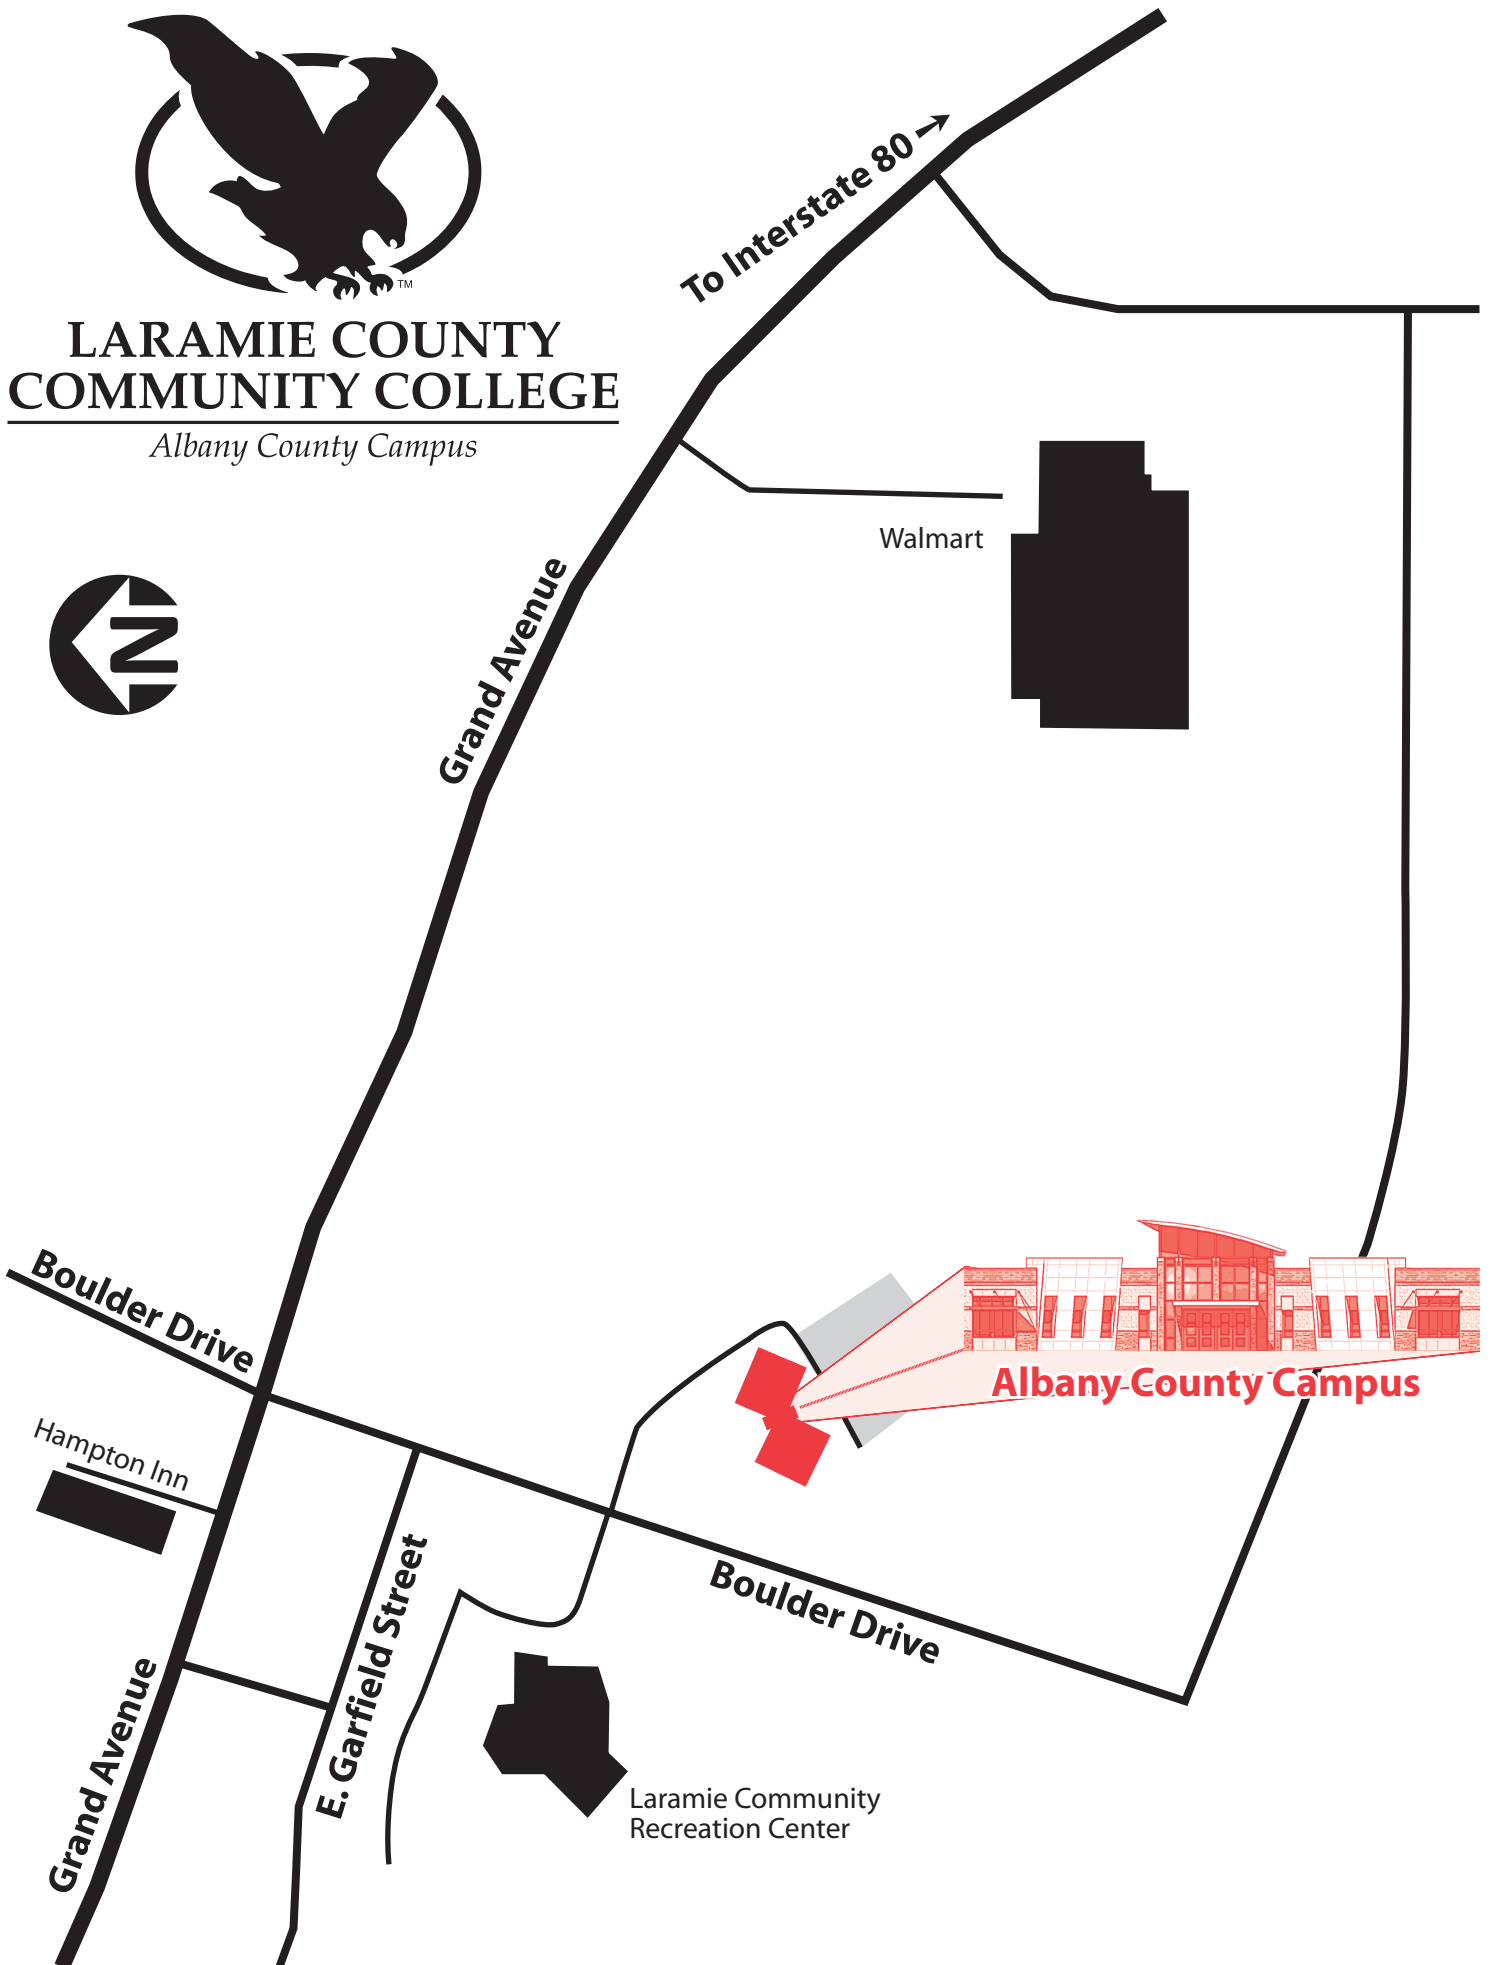 To Interstate 80
TM
LARAMIE COUNTY
COMMUNITY COLLEGE
Albany County Campus
Walmart
N
Grand Avenue
Boulder Drive
Albany County Campus
Hampton Inn
Boulder Drive
E. Garfield Street
Grand Avenue
Laramie Community
Recreation Center